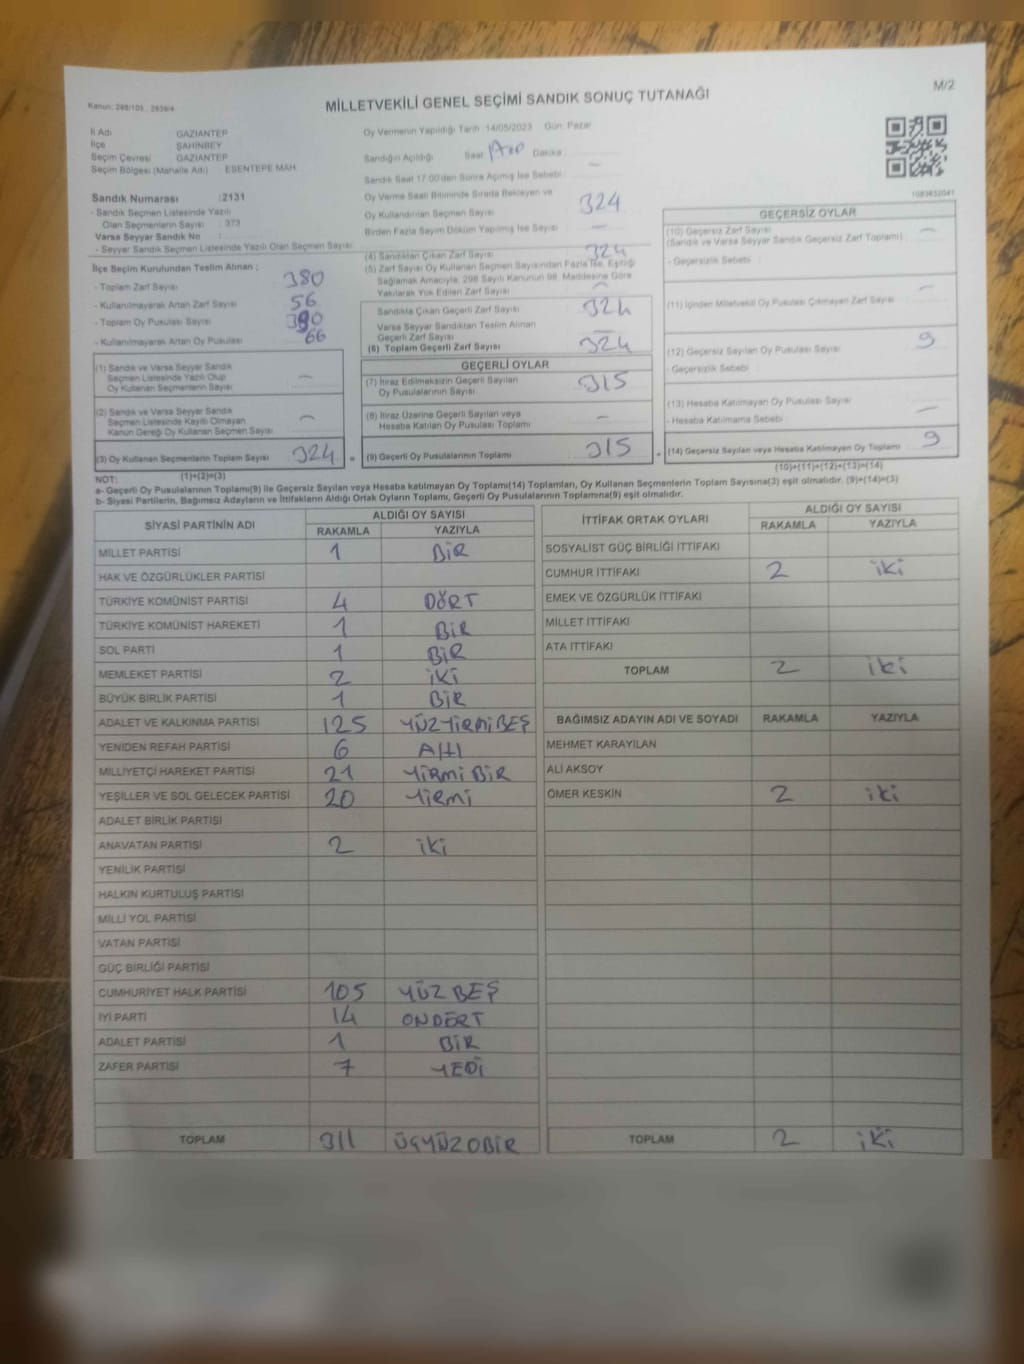 M/2
Kanun: 298/105 , 2839/4
MİLLETVEKİLİ GENEL SEÇİMİ SANDIK SONUÇ TUTANAĞI
İl Adı : GAZİANTEP
İlçe : ŞAHİNBEY
Seçim Çevresi : GAZİANTEP
Seçim Bölgesi (Mahalle Adı) : ESENTEPE MAH.
Sandık Numarası : 2131
- Sandık Seçmen Listesinde Yazılı
Olan Seçmenlerin Sayısı : 373
Varsa Seyyar Sandık No :
- Seyyar Sandık Seçmen Listesinde Yazılı Olan Seçmen Sayısı:
İlçe Seçim Kurulundan Teslim Alınan ;
- Toplam Zarf Sayısı : 380
- Kullanılmayarak Artan Zarf Sayısı : 56
- Toplam Oy Pusulası Sayısı : 390
- Kullanılmayarak Artan Oy Pusulası : 66
(1) Sandık ve Varsa Seyyar Sandık
Seçmen Listesinde Yazılı Olup
Oy Kullanan Seçmenlerin Sayısı : —
(2) Sandık ve Varsa Seyyar Sandık
Seçmen Listesinde Kayıtlı Olmayan
Kanun Gereği Oy Kullanan Seçmen Sayısı : —
(3) Oy Kullanan Seçmenlerin Toplam Sayısı : 324
(1)+(2)=(3)
Oy Vermenin Yapıldığı Tarih :14/05/2023 Gün: Pazar
Sandığın Açıldığı Saat: Dakika :
Sandık Saat 17:00'den Sonra Açılmış İse Sebebi : —
Oy Verme Saati Bitiminde Sırada Bekleyen ve
Oy Kullandırılan Seçmen Sayısı : 324
Birden Fazla Sayım Döküm Yapılmış İse Sayısı : —
(4) Sandıktan Çıkan Zarf Sayısı : 324
(5) Zarf Sayısı Oy Kullanan Seçmen Sayısından Fazla İse, Eşitliği
Sağlamak Amacıyla, 298 Sayılı Kanunun 98. Maddesine Göre
Yakılarak Yok Edilen Zarf Sayısı : —
Sandıkta Çıkan Geçerli Zarf Sayısı : 324
Varsa Seyyar Sandıktan Teslim Alınan
Geçerli Zarf Sayısı : —
(6) Toplam Geçerli Zarf Sayısı : 324
GEÇERLİ OYLAR
(7) İtiraz Edilmeksizin Geçerli Sayılan
Oy Pusulalarının Sayısı : 315
(8) İtiraz Üzerine Geçerli Sayılan veya
Hesaba Katılan Oy Pusulası Toplamı : —
= (9) Geçerli Oy Pusulalarının Toplamı : 315
1083632041
GEÇERSİZ OYLAR
(10) Geçersiz Zarf Sayısı : —
(Sandık ve Varsa Seyyar Sandık Geçersiz Zarf Toplamı)
- Geçersizlik Sebebi :
(11) İçinden Milletvekili Oy Pusulası Çıkmayan Zarf Sayısı : —
(12) Geçersiz Sayılan Oy Pusulası Sayısı : 9
- Geçersizlik Sebebi :
(13) Hesaba Katılmayan Oy Pusulası Sayısı : —
- Hesaba Katılmama Sebebi :
+ (14) Geçersiz Sayılan veya Hesaba Katılmayan Oy Toplamı : 9
(10)+(11)+(12)+(13)=(14)
NOT:
a- Geçerli Oy Pusulalarının Toplamı(9) ile Geçersiz Sayılan veya Hesaba katılmayan Oy Toplamı(14) Toplamları, Oy Kullanan Seçmenlerin Toplam Sayısına(3) eşit olmalıdır. (9)+(14)=(3)
b- Siyasi Partilerin, Bağımsız Adayların ve İttifakların Aldığı Ortak Oyların Toplamı, Geçerli Oy Pusulalarının Toplamına(9) eşit olmalıdır.
SİYASİ PARTİNİN ADI ALDIĞI OY SAYISI
RAKAMLA YAZIYLA
MİLLET PARTİSİ 1 BİR
HAK VE ÖZGÜRLÜKLER PARTİSİ
TÜRKİYE KOMÜNİST PARTİSİ 4 DÖRT
TÜRKİYE KOMÜNİST HAREKETİ 1 BİR
SOL PARTİ 1 BİR
MEMLEKET PARTİSİ 2 İKİ
BÜYÜK BİRLİK PARTİSİ 1 BİR
ADALET VE KALKINMA PARTİSİ 125 YÜZYİRMİBEŞ
YENİDEN REFAH PARTİSİ 6 ALTI
MİLLİYETÇİ HAREKET PARTİSİ 21 YİRMİ BİR
YEŞİLLER VE SOL GELECEK PARTİSİ 20 YİRMİ
ADALET BİRLİK PARTİSİ
ANAVATAN PARTİSİ 2 İKİ
YENİLİK PARTİSİ
HALKIN KURTULUŞ PARTİSİ
MİLLİ YOL PARTİSİ
VATAN PARTİSİ
GÜÇ BİRLİĞİ PARTİSİ
CUMHURİYET HALK PARTİSİ 105 YÜZ BEŞ
İYİ PARTİ 14 ONDÖRT
ADALET PARTİSİ 1 BİR
ZAFER PARTİSİ 7 YEDİ
TOPLAM 311 ÜÇYÜZOBİR
İTTİFAK ORTAK OYLARI ALDIĞI OY SAYISI
RAKAMLA YAZIYLA
SOSYALİST GÜÇ BİRLİĞİ İTTİFAKI
CUMHUR İTTİFAKI 2 İKİ
EMEK VE ÖZGÜRLÜK İTTİFAKI
MİLLET İTTİFAKI
ATA İTTİFAKI
TOPLAM 2 İKİ
BAĞIMSIZ ADAYIN ADI VE SOYADI RAKAMLA YAZIYLA
MEHMET KARAYILAN
ALİ AKSOY
ÖMER KESKİN 2 İKİ
TOPLAM 2 İKİ